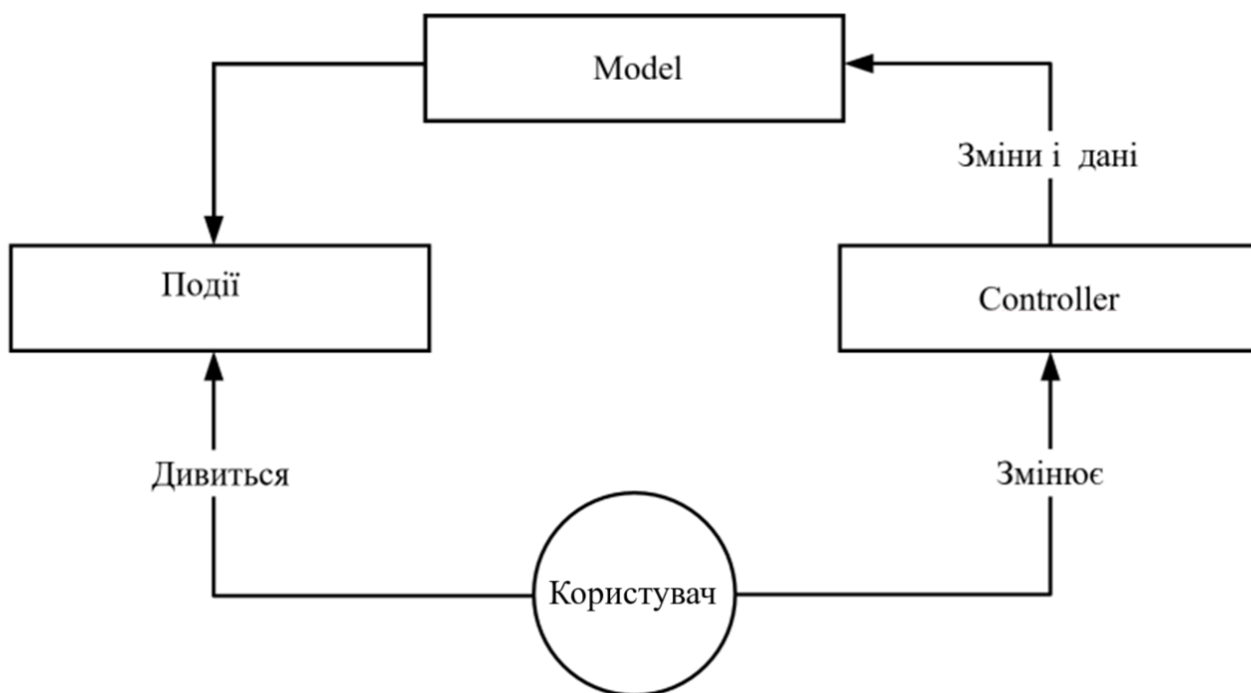 Model
Зміни і дані
Події
Controller
Дивиться
Змінює
Користувач